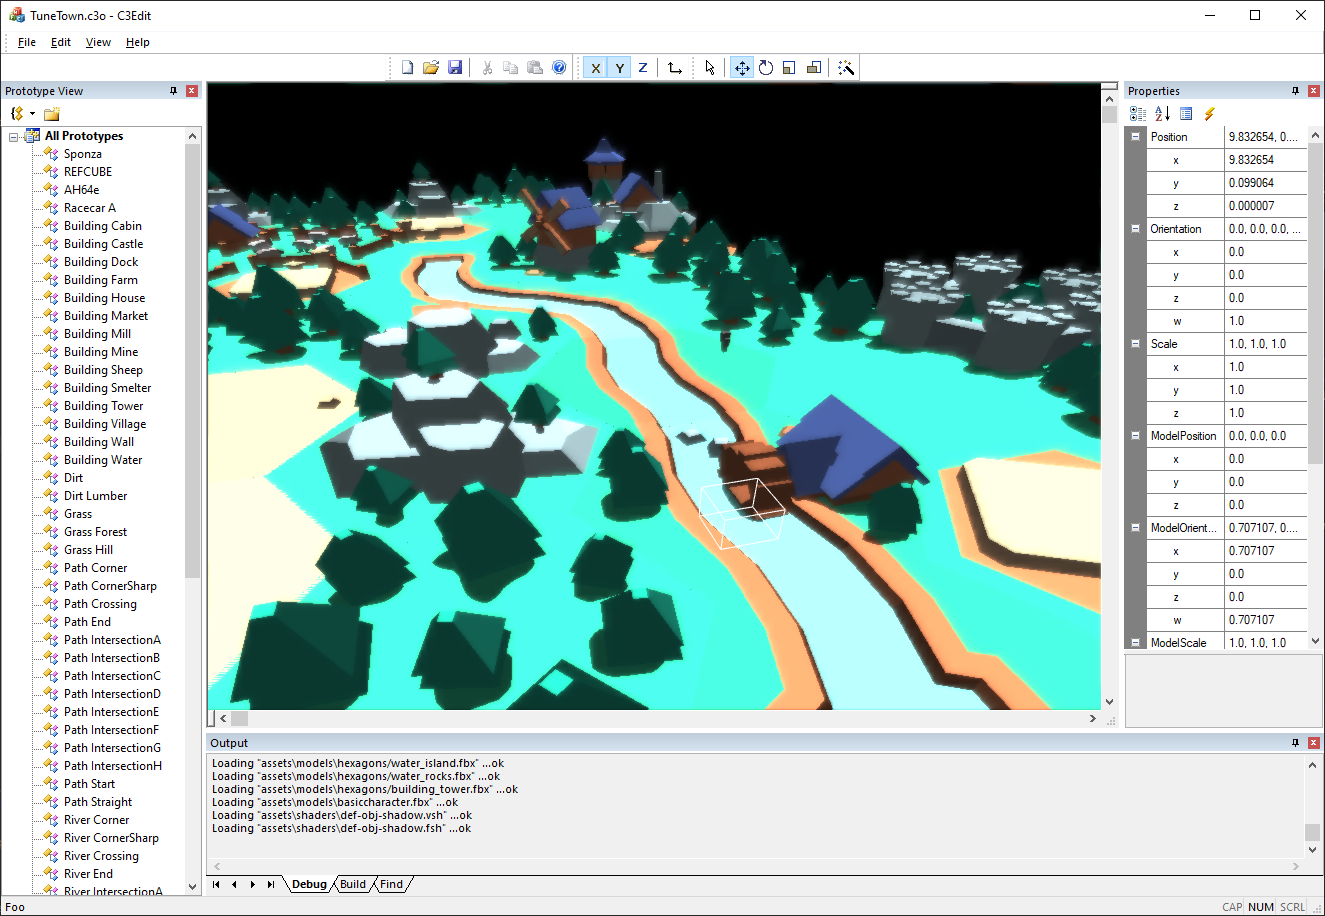 TuneTown.c3o - C3Edit
File Edit View Help
X Y Z
Prototype View
All Prototypes
Sponza
REFCUBE
AH64e
Racecar A
Building Cabin
Building Castle
Building Dock
Building Farm
Building House
Building Market
Building Mill
Building Mine
Building Sheep
Building Smelter
Building Tower
Building Village
Building Wall
Building Water
Dirt
Dirt Lumber
Grass
Grass Forest
Grass Hill
Path Corner
Path CornerSharp
Path Crossing
Path End
Path IntersectionA
Path IntersectionB
Path IntersectionC
Path IntersectionD
Path IntersectionE
Path IntersectionF
Path IntersectionG
Path IntersectionH
Path Start
Path Straight
River Corner
River CornerSharp
River Crossing
River End
River IntersectionA
Properties
Position 9.832654, 0....
x 9.832654
y 0.099064
z 0.000007
Orientation 0.0, 0.0, 0.0, ...
x 0.0
y 0.0
z 0.0
w 1.0
Scale 1.0, 1.0, 1.0
x 1.0
y 1.0
z 1.0
ModelPosition 0.0, 0.0, 0.0
x 0.0
y 0.0
z 0.0
ModelOrient... 0.707107, 0....
x 0.707107
y 0.0
z 0.0
w 0.707107
ModelScale 1.0, 1.0, 1.0
Output
Loading "assets\models\hexagons/water_island.fbx" ...ok
Loading "assets\models\hexagons/water_rocks.fbx" ...ok
Loading "assets\models\hexagons/building_tower.fbx" ...ok
Loading "assets\models\basiccharacter.fbx" ...ok
Loading "assets\shaders\def-obj-shadow.vsh" ...ok
Loading "assets\shaders\def-obj-shadow.fsh" ...ok
Debug Build Find
Foo
CAP NUM SCRL